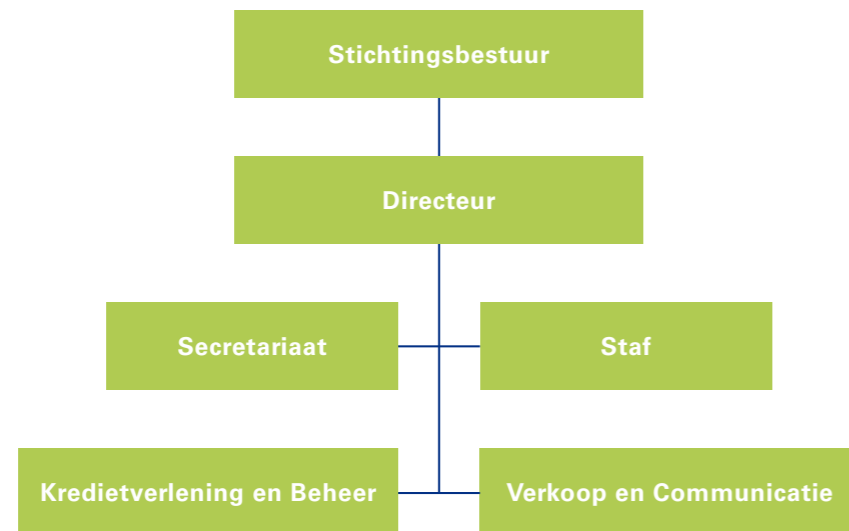 Stichtingsbestuur
Directeur
Secretariaat
Staf
Kredietverlening en Beheer
Verkoop en Communicatie